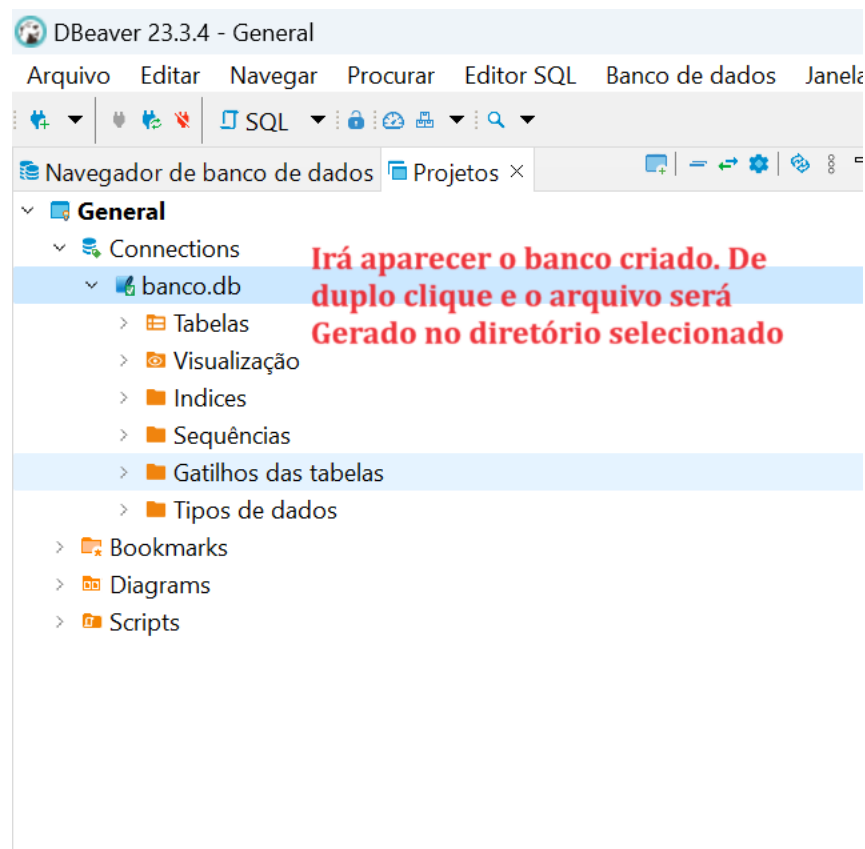 DBeaver 23.3.4 - General
Arquivo Editar Navegar Procurar Editor SQL Banco de dados Janela
SQL
Navegador de banco de dados Projetos
General
Connections
banco.db
Irá aparecer o banco criado. De
duplo clique e o arquivo será
Gerado no diretório selecionado
Tabelas
Visualização
Indices
Sequências
Gatilhos das tabelas
Tipos de dados
Bookmarks
Diagrams
Scripts